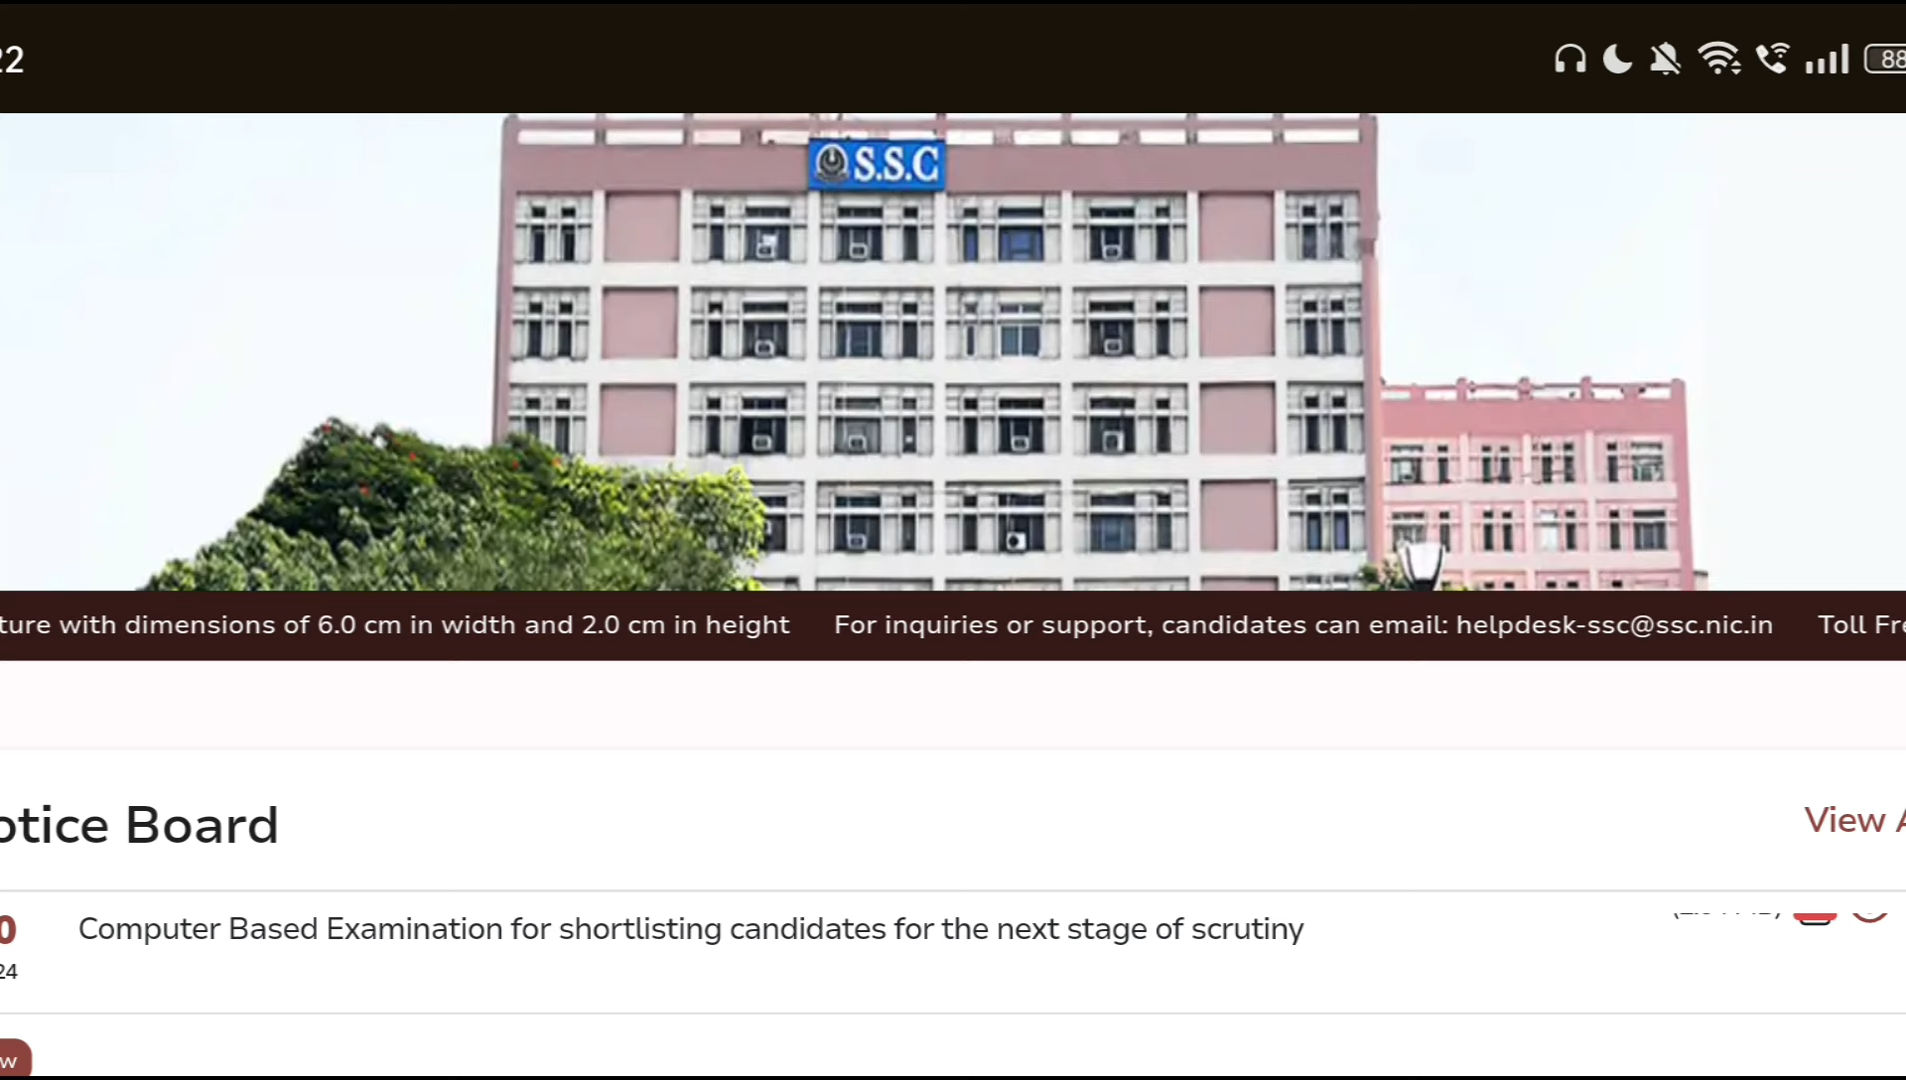 22
88
S.S.C
ture with dimensions of 6.0 cm in width and 2.0 cm in height For inquiries or support, candidates can email: helpdesk-ssc@ssc.nic.in Toll Fre
otice Board
View A
0
Computer Based Examination for shortlisting candidates for the next stage of scrutiny
24
w